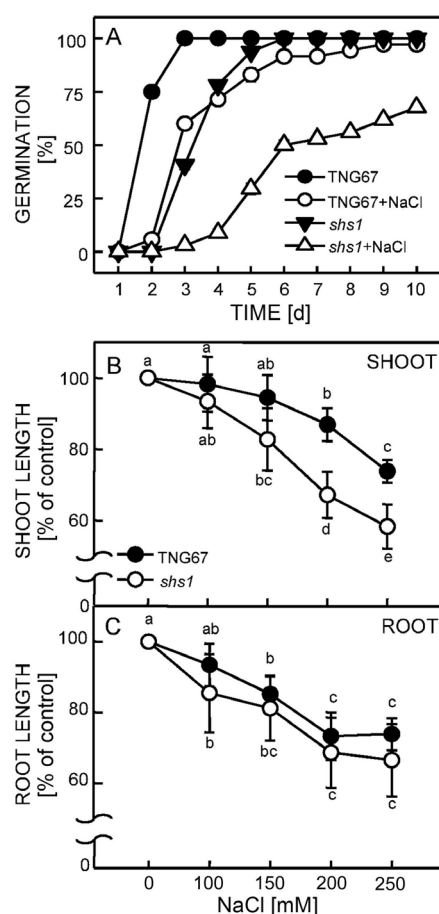 A
GERMINATION
[%]
100
75
50
25
0
TNG67
TNG67+NaCl
shs1
shs1+NaCl
1 2 3 4 5 6 7 8 9 10
TIME [d]
B
SHOOT
SHOOT LENGTH
[% of control]
100
80
60
0
a a ab b c
ab bc d e
TNG67
shs1
C
ROOT
ROOT LENGTH
[% of control]
100
80
60
0
a ab b c c
b bc c c
0 100 150 200 250
NaCl [mM]